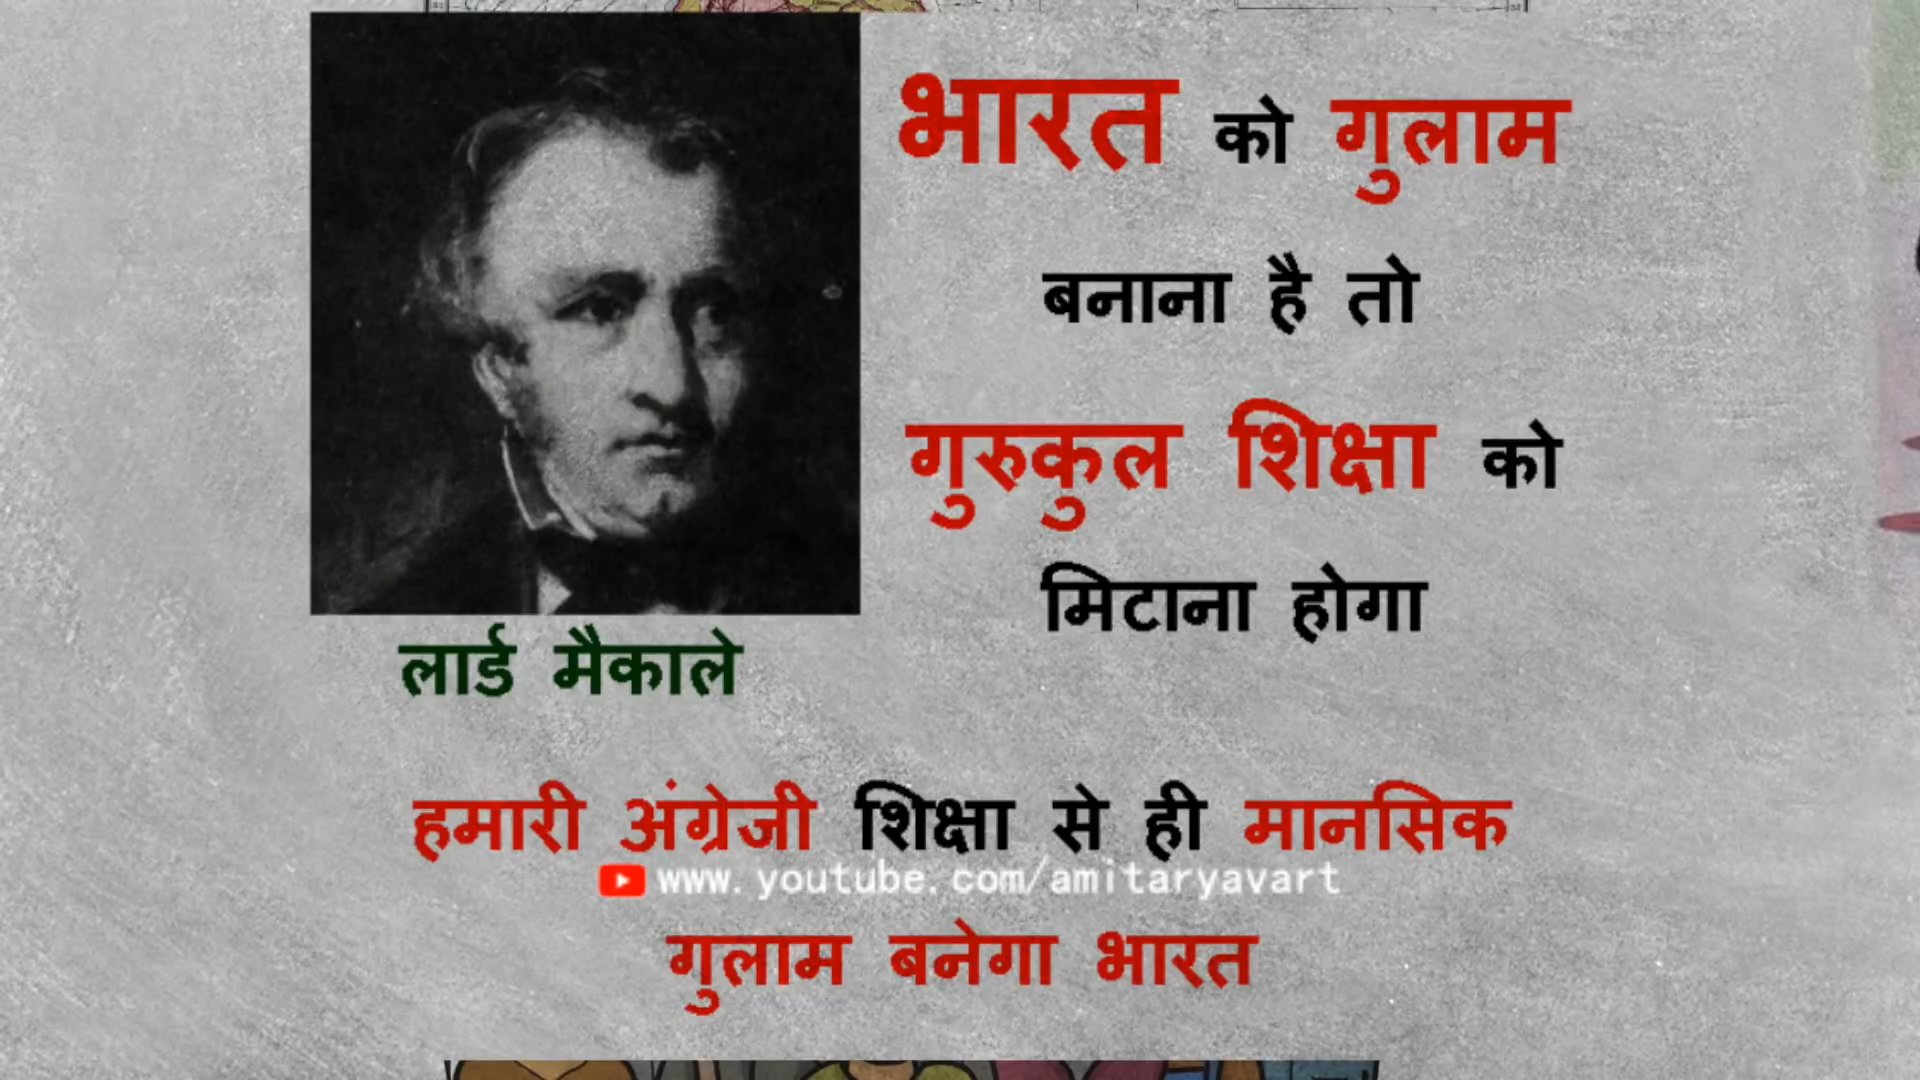 भारत को गुलाम
बनाना है तो
गुरुकुल शिक्षा को
मिटाना होगा
लार्ड मैकाले
हमारी अंग्रेजी शिक्षा से ही मानसिक
www.youtube.com/amitaryavart
गुलाम बनेगा भारत